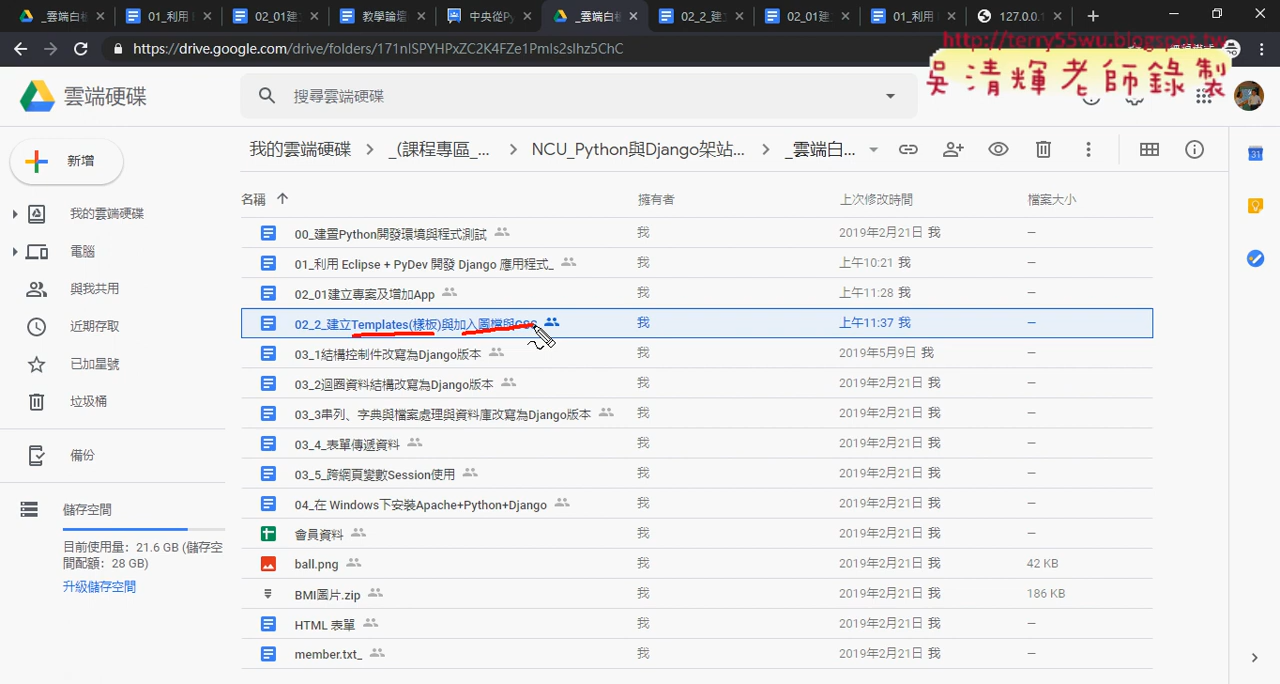 _雲端白板
01_利用
02_01建立
02_2_建
教學論壇
中央從Py
_雲端白板
02_2_建
02_01建
01_利用
127.0.0.1
https://drive.google.com/drive/folders/171nlSPYHPxZC2K4FZe1Pmls2slhz5ChC
http://terry55wu.blogspot.tw
吳清輝老師錄製
雲端硬碟
搜尋雲端硬碟
新增
我的雲端硬碟
電腦
與我共用
近期存取
已加星號
垃圾桶
備份
儲存空間
目前使用量：21.6 GB (儲存空
間配額：28 GB)
升級儲存空間
我的雲端硬碟 > _(課程專區_... > NCU_Python與Django架站... > _雲端白...
名稱 擁有者 上次修改時間 檔案大小
00_建置Python開發環境與程式測試 我 2019年2月21日 我 –
01_利用 Eclipse + PyDev 開發 Django 應用程式_ 我 上午10:21 我 –
02_01建立專案及增加App 我 上午11:28 我 –
02_2_建立Templates(樣板)與加入圖檔與CSS 我 上午11:37 我 –
03_1結構控制件改寫為Django版本 我 2019年5月9日 我 –
03_2迴圈資料結構改寫為Django版本 我 2019年2月21日 我 –
03_3串列、字典與檔案處理與資料庫改寫為Django版本 我 2019年2月21日 我 –
03_4_表單傳遞資料 我 2019年2月21日 我 –
03_5_跨網頁變數Session使用 我 2019年2月21日 我 –
04_在 Windows下安裝Apache+Python+Django 我 2019年2月21日 我 –
會員資料 我 2019年2月21日 我 –
ball.png 我 2019年2月21日 我 42 KB
BMI圖片.zip 我 2019年2月21日 我 186 KB
HTML 表單 我 2019年2月21日 我 –
member.txt_ 我 2019年2月21日 我 –
31